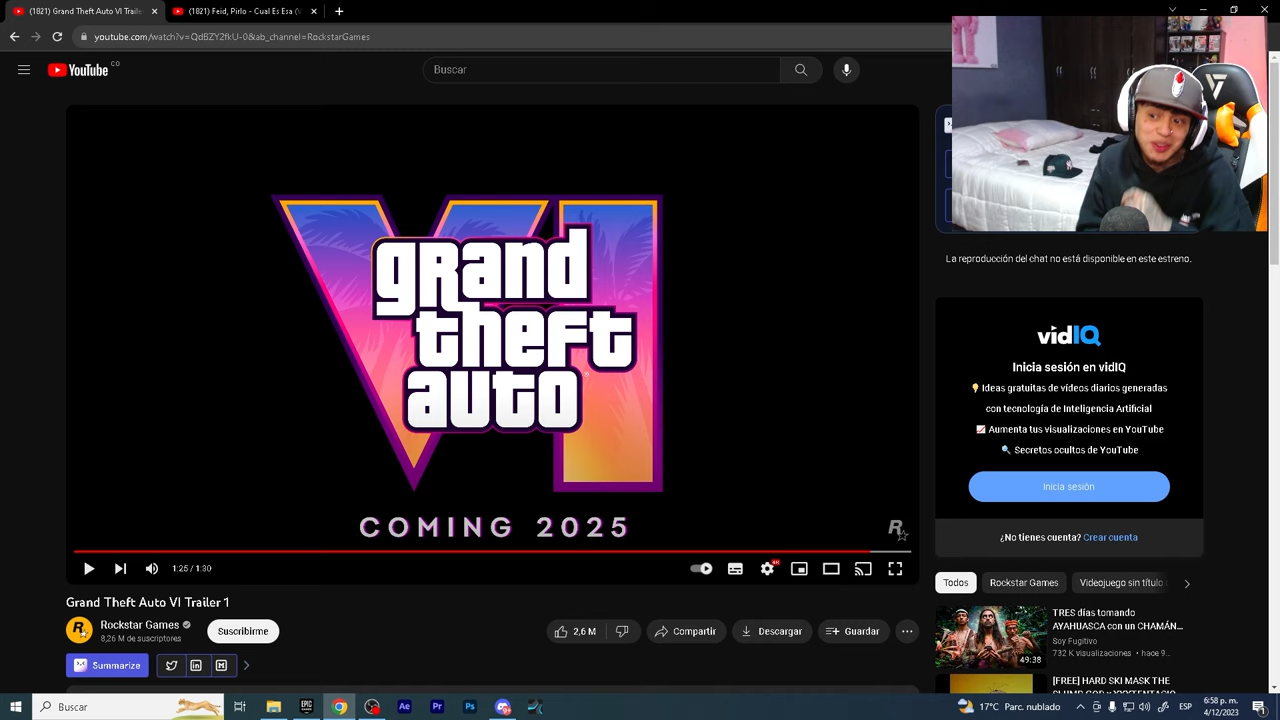 (1821) Grand Theft Auto VI Traile
(1821) Feid, Pirlo - Cual Es Esa (V
youtube.com/watch?v=QdBZY2fkU-0&ab_channel=RockstarGames
YouTube CO
Buscar
VI
grand
theft
auto
COMING 2025
1:25 / 1:30
Grand Theft Auto VI Trailer 1
Rockstar Games
8,26 M de suscriptores
Suscribirme
2,6 M
Compartir
Descargar
Guardar
Summarize
La reproducción del chat no está disponible en este estreno.
vidIQ
Inicia sesión en vidIQ
Ideas gratuitas de vídeos diarios generadas
con tecnología de Inteligencia Artificial
Aumenta tus visualizaciones en YouTube
Secretos ocultos de YouTube
Inicia sesión
¿No tienes cuenta? Crear cuenta
Todos
Rockstar Games
Videojuego sin título
TRES días tomando
AYAHUASCA con un CHAMÁN...
Soy Fugitivo
732 K visualizaciones • hace 9...
49:38
[FREE] HARD SKI MASK THE
Buscar
17°C Parc. nublado
ESP
6:58 p. m.
4/12/2023